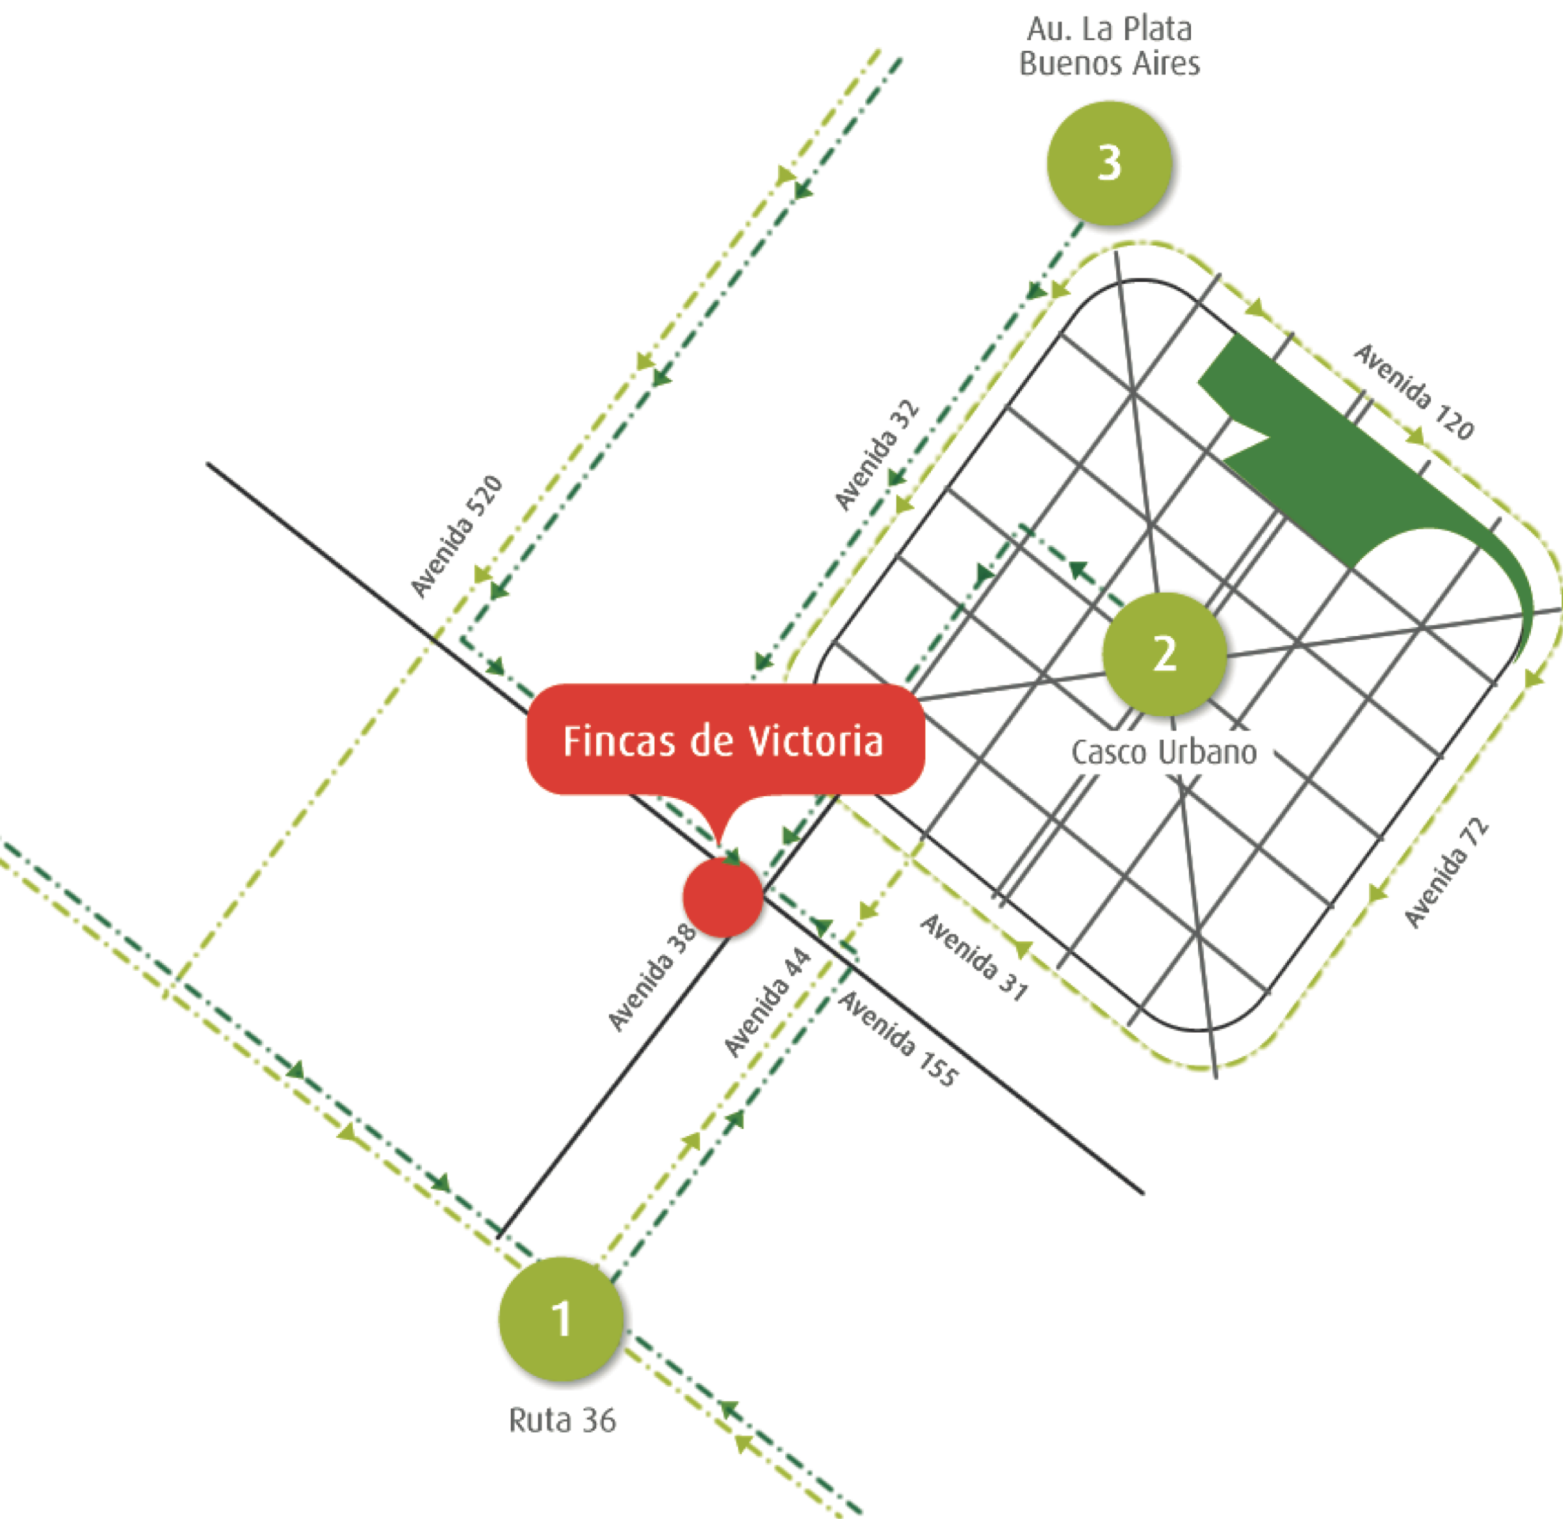 Au. La Plata
Buenos Aires
3
Avenida 120
Avenida 32
Avenida 520
2
Casco Urbano
Fincas de Victoria
Avenida 72
Avenida 31
Avenida 38
Avenida 44
Avenida 155
1
Ruta 36